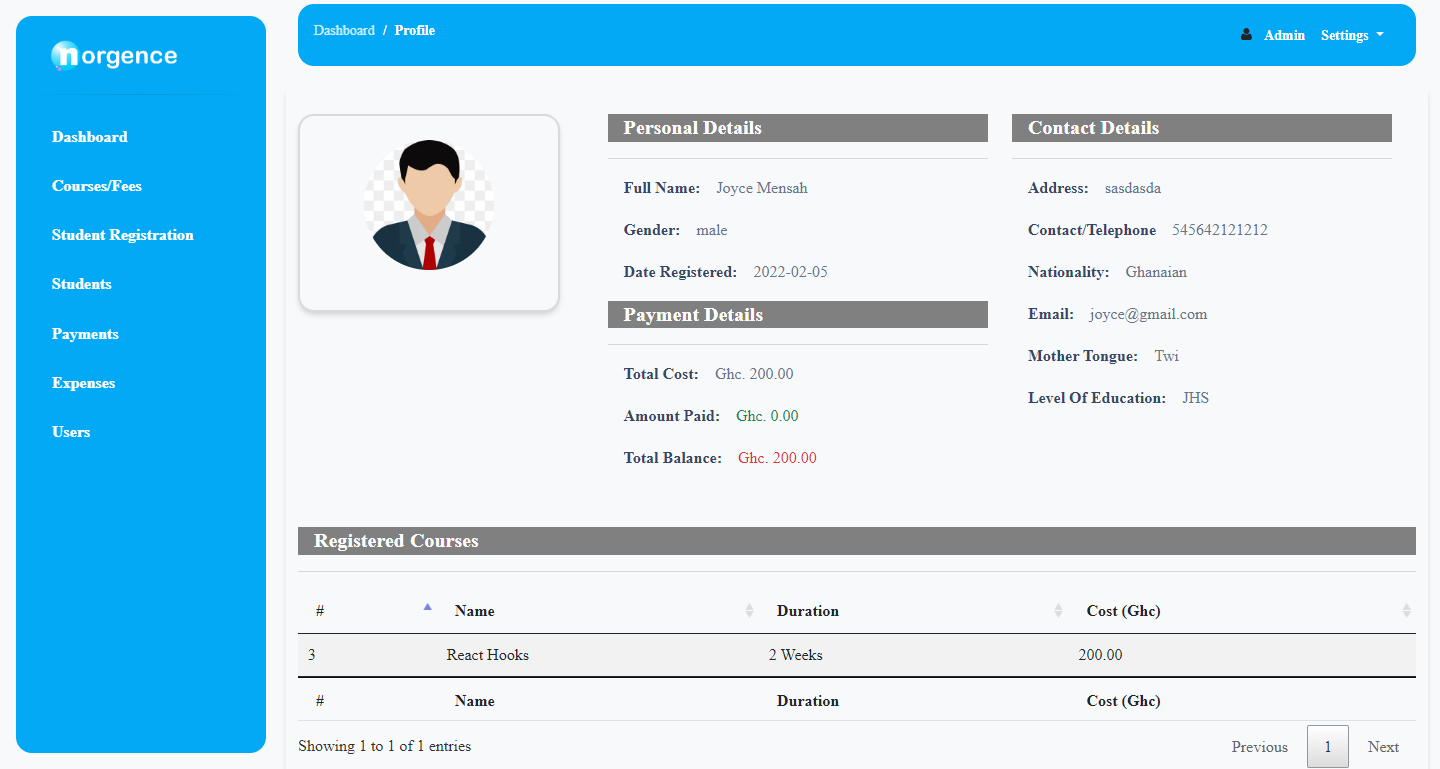 norgence
Dashboard
Courses/Fees
Student Registration
Students
Payments
Expenses
Users
Dashboard / Profile
Admin Settings
Personal Details
Full Name: Joyce Mensah
Gender: male
Date Registered: 2022-02-05
Payment Details
Total Cost: Ghc. 200.00
Amount Paid: Ghc. 0.00
Total Balance: Ghc. 200.00
Contact Details
Address: sasdasda
Contact/Telephone 545642121212
Nationality: Ghanaian
Email: joyce@gmail.com
Mother Tongue: Twi
Level Of Education: JHS
Registered Courses
# Name Duration Cost (Ghc)
3 React Hooks 2 Weeks 200.00
# Name Duration Cost (Ghc)
Showing 1 to 1 of 1 entries
Previous 1 Next